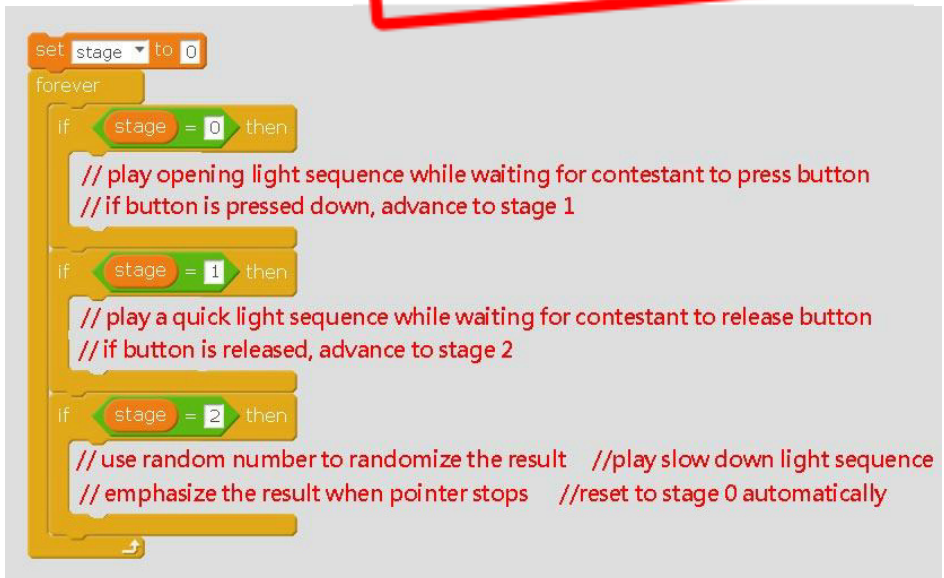 set stage to 0
forever
if stage = 0 then
// play opening light sequence while waiting for contestant to press button
// if button is pressed down, advance to stage 1
if stage = 1 then
// play a quick light sequence while waiting for contestant to release button
// if button is released, advance to stage 2
if stage = 2 then
// use random number to randomize the result //play slow down light sequence
// emphasize the result when pointer stops //reset to stage 0 automatically